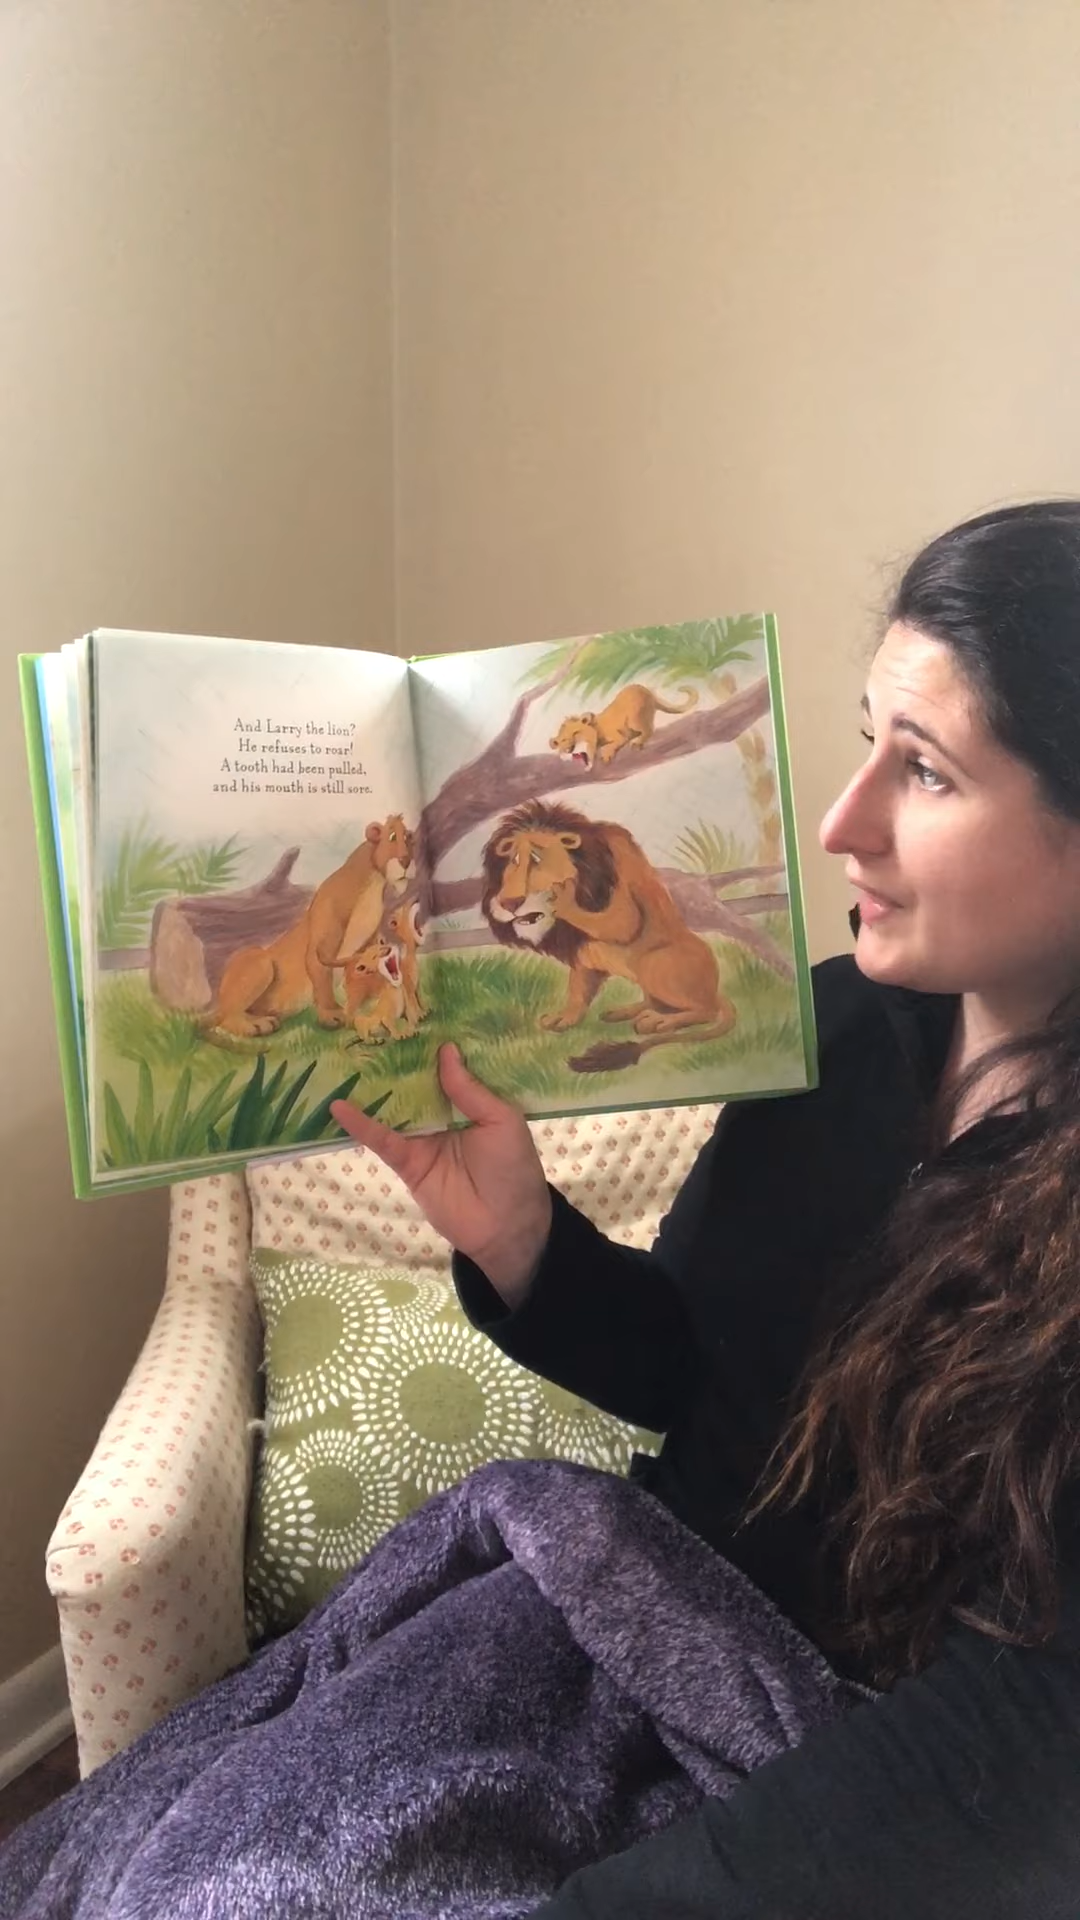 And Larry the lion?
He refuses to roar!
A tooth had been pulled,
and his mouth is still sore.